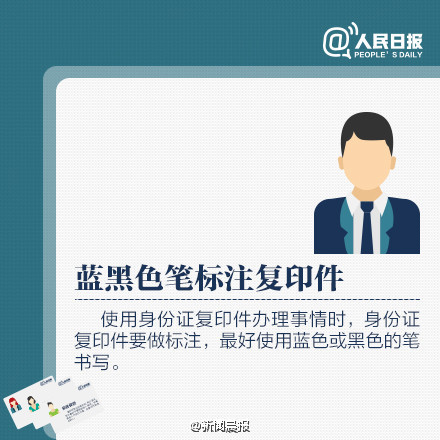 @人民日报
PEOPLE'S DAILY
蓝黑色笔标注复印件
使用身份证复印件办理事情时，身份证
复印件要做标注，最好使用蓝色或黑色的笔
书写。
@新闻晨报